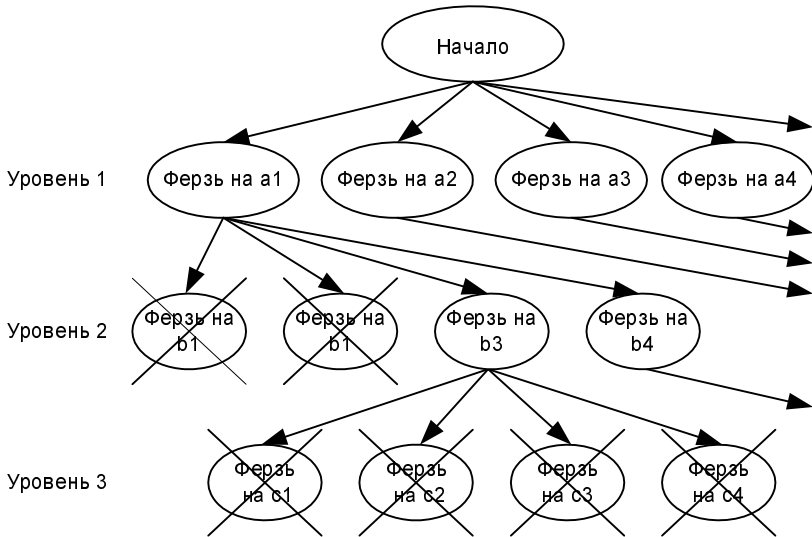 Начало
Уровень 1
Ферзь на a1
Ферзь на a2
Ферзь на a3
Ферзь на a4
Уровень 2
Ферзь на
b1
Ферзь на
b1
Ферзь на
b3
Ферзь на
b4
Уровень 3
Ферзь
на c1
Ферзь
на c2
Ферзь
на c3
Ферзь
на c4